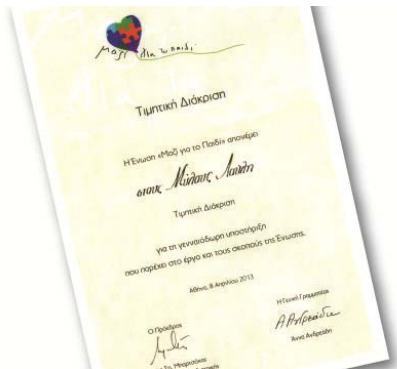 μαζί για το παιδί
Τιμητική Διάκριση
Η Ένωση «Μαζί για το Παιδί» απονέμει
στους Μύλους Λούλη
Τιμητική Διάκριση
για τη γενναιόδωρη υποστήριξη
που παρέχει στο έργο και τους σκοπούς της Ένωσης.
Αθήνα, 8 Απριλίου 2013
Ο Πρόεδρος
Η Γενική Γραμματέας
Α Ανδρεάδη
Άννα Ανδρεάδη